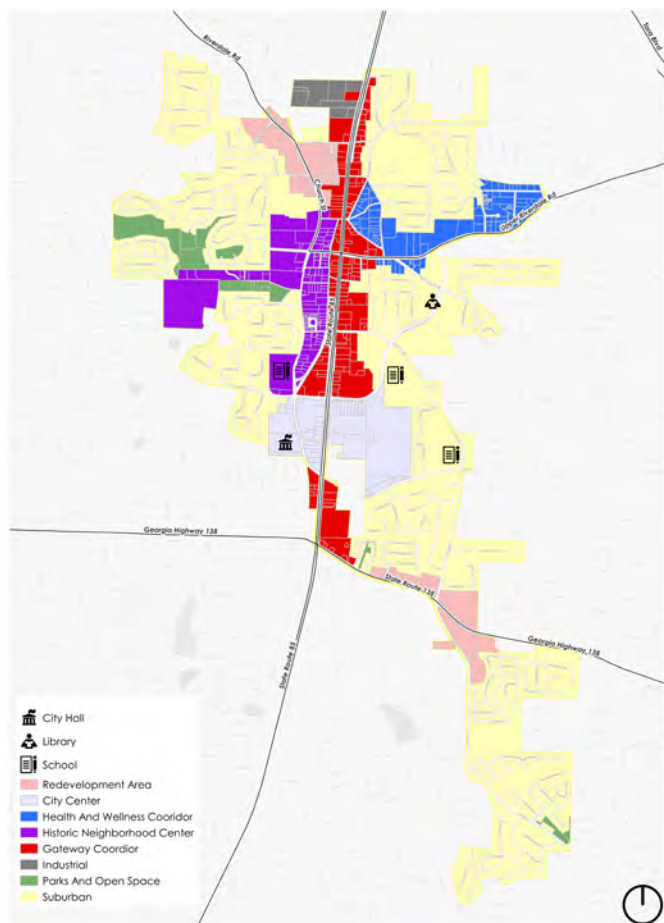 Riverdale Rd
Tara Blvd
Church St
Upper Riverdale Rd
State Route 85
Georgia Highway 138
State Route 138
Georgia Highway 138
State Route 85
City Hall
Library
School
Redevelopment Area
City Center
Health And Wellness Cooridor
Historic Neighborhood Center
Gateway Coordior
Industrial
Parks And Open Space
Suburban